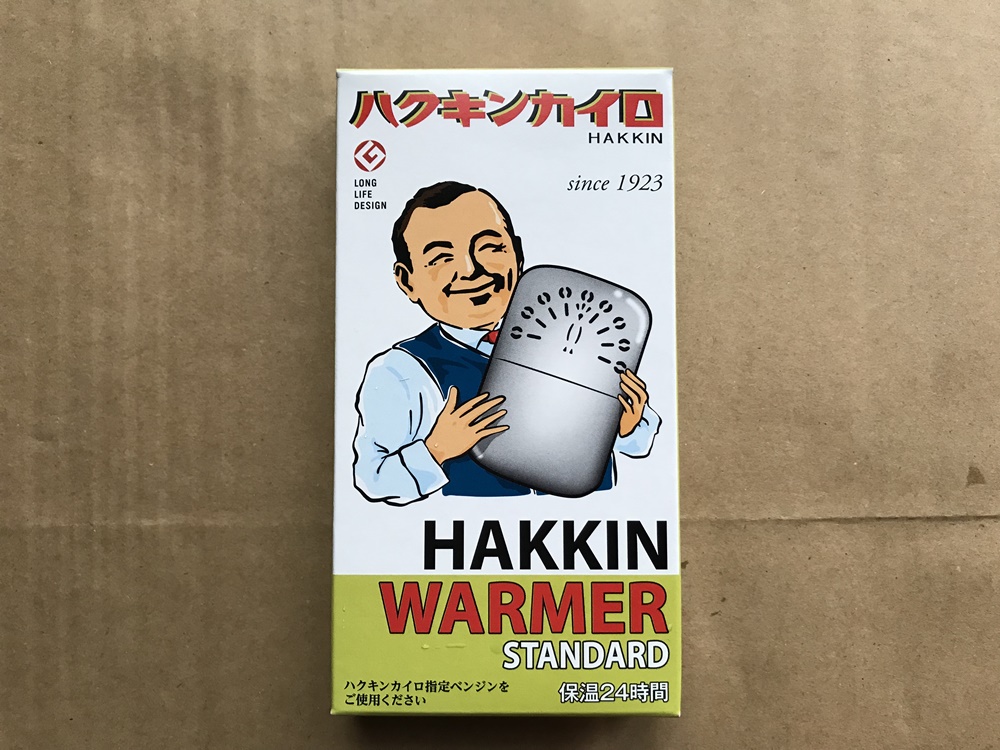 ハクキンカイロ
HAKKIN
since 1923
LONG
LIFE
DESIGN
HAKKIN
WARMER
STANDARD
ハクキンカイロ指定ベンジンを
ご使用ください
保温24時間